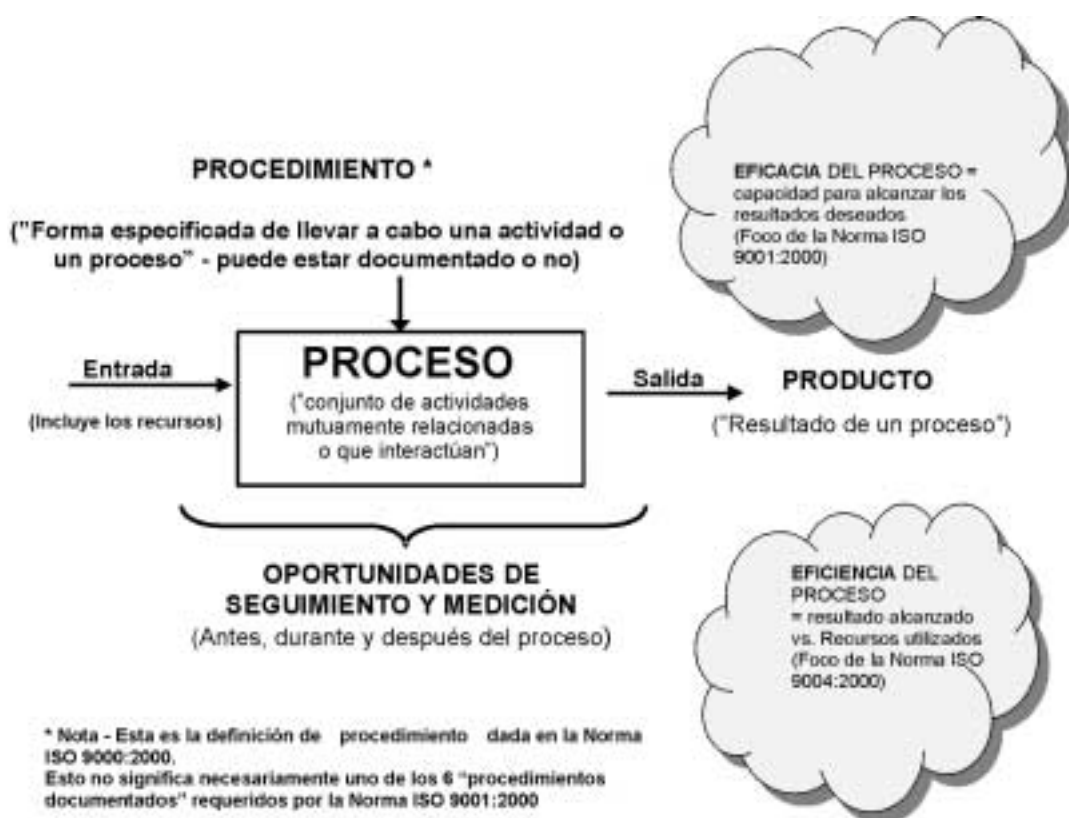 PROCEDIMIENTO *
("Forma especificada de llevar a cabo una actividad o
un proceso" - puede estar documentado o no)
EFICACIA DEL PROCESO =
capacidad para alcanzar los
resultados deseados
(Foco de la Norma ISO
9001:2000)
Entrada
(Incluye los recursos)
PROCESO
("conjunto de actividades
mutuamente relacionadas
o que interactúan")
Salida
PRODUCTO
("Resultado de un proceso")
OPORTUNIDADES DE
SEGUIMIENTO Y MEDICIÓN
(Antes, durante y después del proceso)
EFICIENCIA DEL
PROCESO
= resultado alcanzado
vs. Recursos utilizados
(Foco de la Norma ISO
9004:2000)
* Nota - Esta es la definición de procedimiento dada en la Norma
ISO 9000:2000.
Esto no significa necesariamente uno de los 6 "procedimientos
documentados" requeridos por la Norma ISO 9001:2000